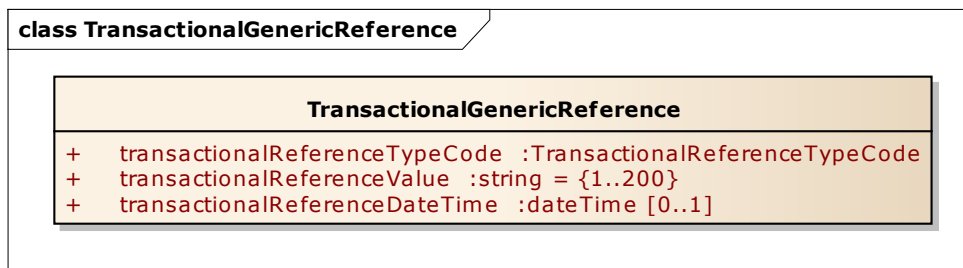 class TransactionalGenericReference
TransactionalGenericReference
+ transactionalReferenceTypeCode :TransactionalReferenceTypeCode
+ transactionalReferenceValue :string = {1..200}
+ transactionalReferenceDateTime :dateTime [0..1]